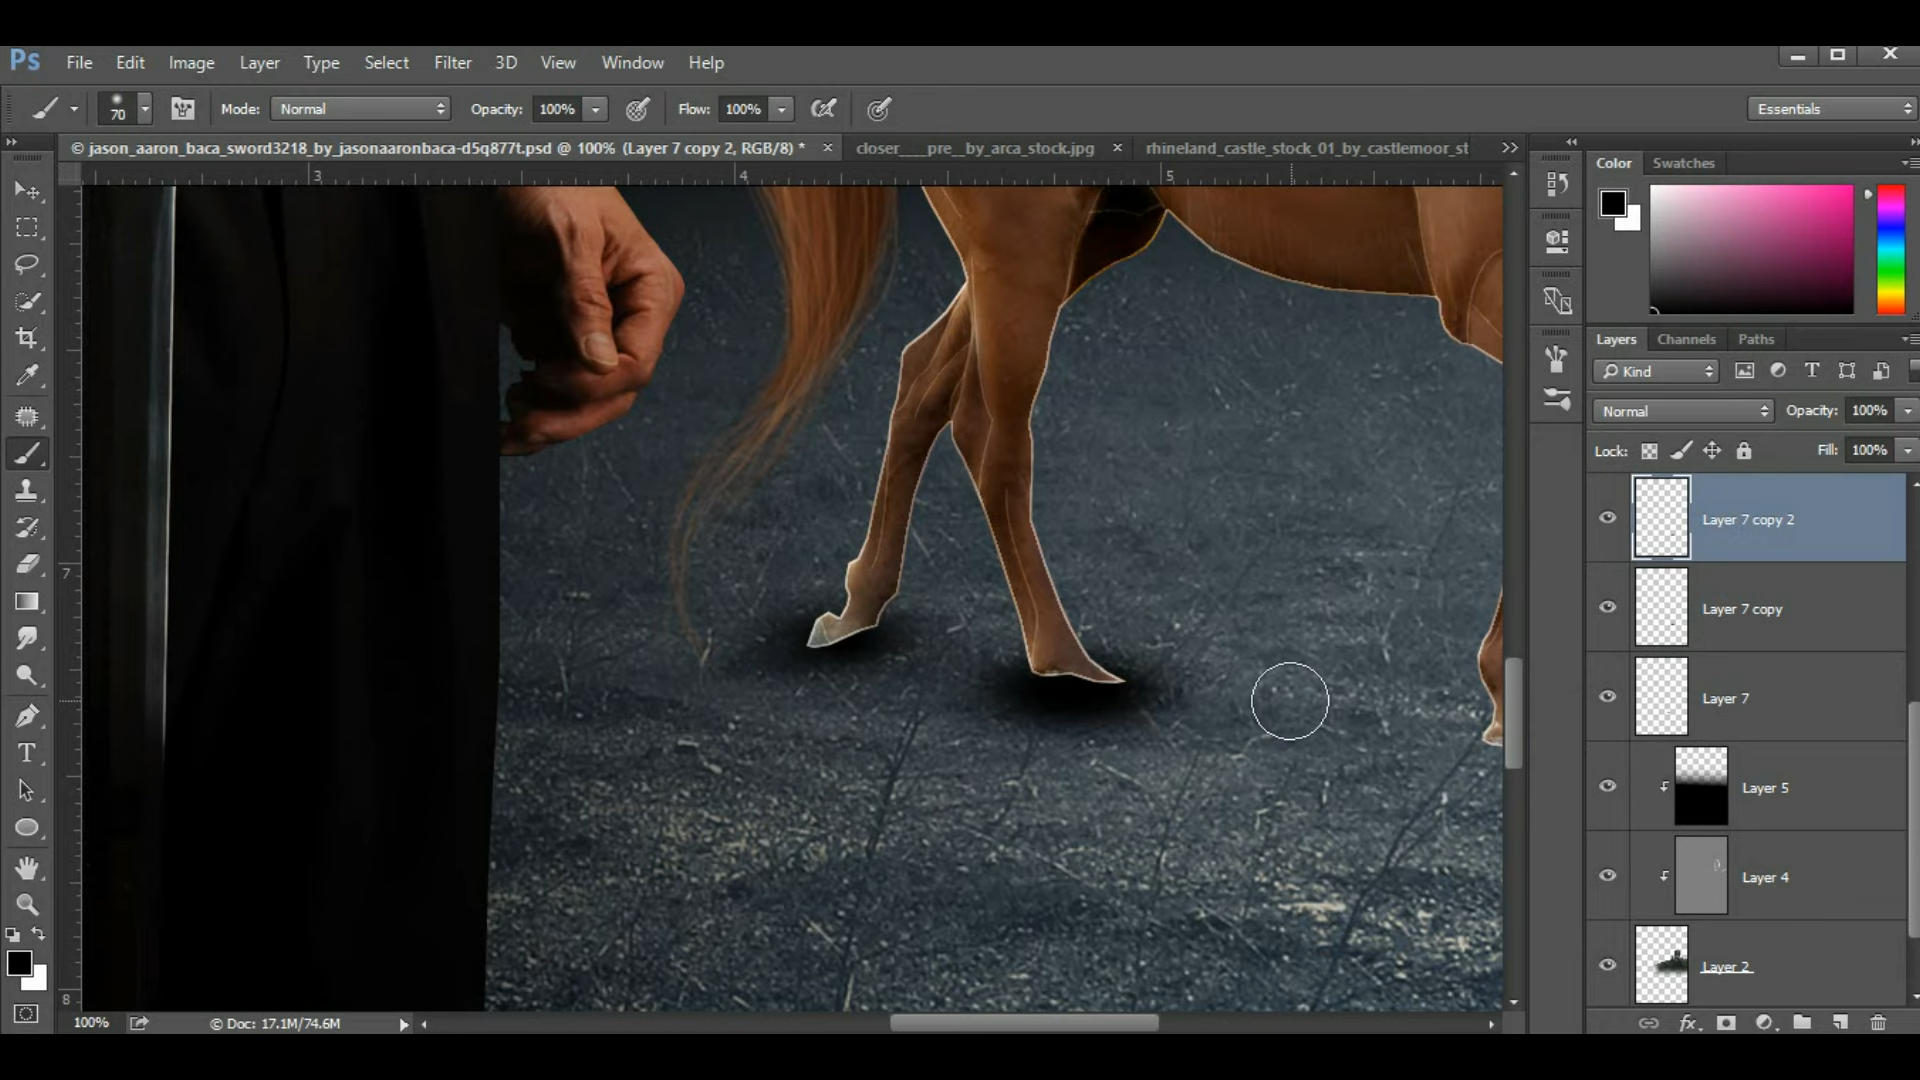 Ps File Edit Image Layer Type Select Filter 3D View Window Help
70 Mode: Normal Opacity: 100% Flow: 100% Essentials
© jason_aaron_baca_sword3218_by_jasonaaronbaca-d5q877t.psd @ 100% (Layer 7 copy 2, RGB/8) * × closer____pre__by_arca_stock.jpg × rhineland_castle_stock_01_by_castlemoor_st
3 4 5
7
8
Color Swatches
Layers Channels Paths
Kind
Normal Opacity: 100%
Lock: Fill: 100%
Layer 7 copy 2
Layer 7 copy
Layer 7
Layer 5
Layer 4
Layer 2
fx
100% © Doc: 17.1M/74.6M